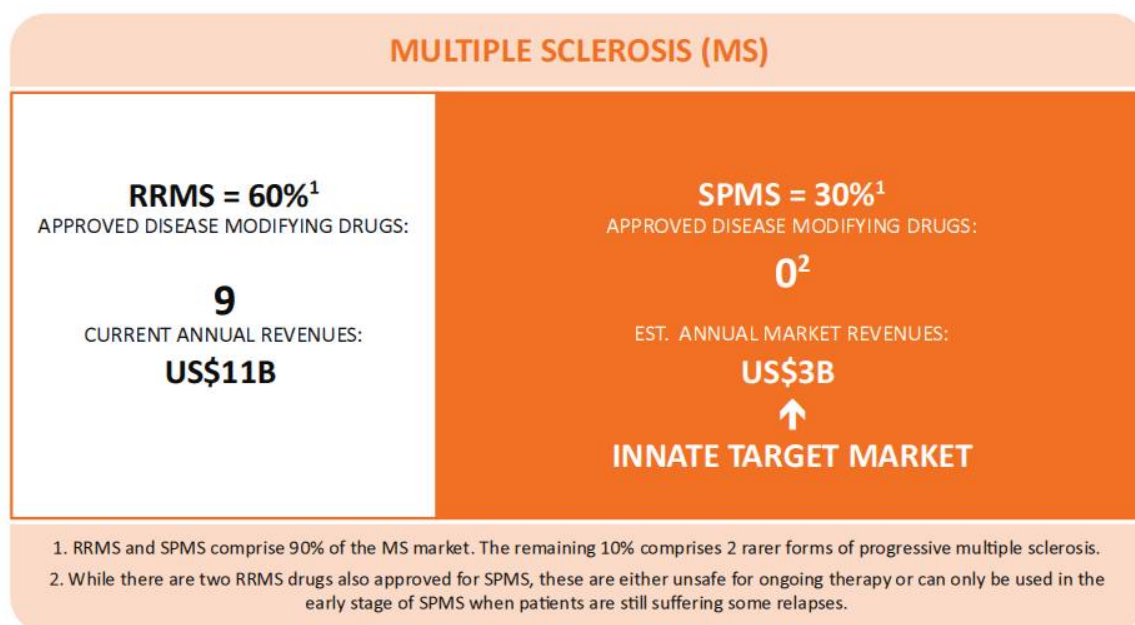 MULTIPLE SCLEROSIS (MS)
RRMS = 60%¹
APPROVED DISEASE MODIFYING DRUGS:
9
CURRENT ANNUAL REVENUES:
US$11B
SPMS = 30%¹
APPROVED DISEASE MODIFYING DRUGS:
0²
EST. ANNUAL MARKET REVENUES:
US$3B
INNATE TARGET MARKET
1. RRMS and SPMS comprise 90% of the MS market. The remaining 10% comprises 2 rarer forms of progressive multiple sclerosis.
2. While there are two RRMS drugs also approved for SPMS, these are either unsafe for ongoing therapy or can only be used in the
early stage of SPMS when patients are still suffering some relapses.